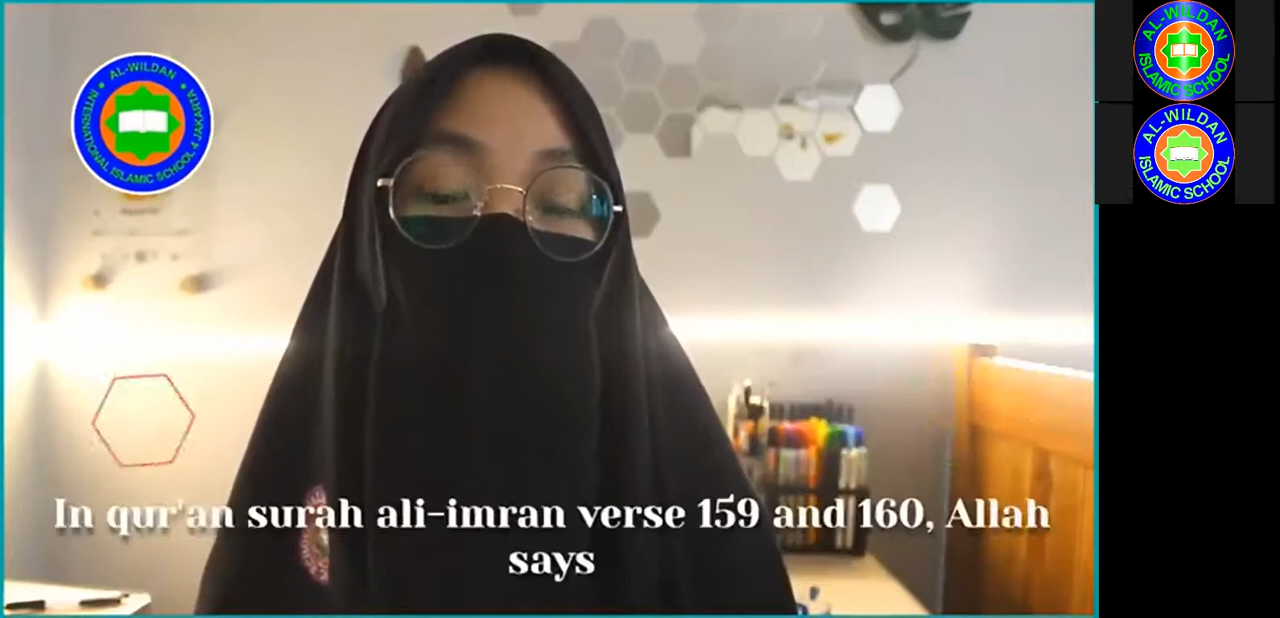 AL-WILDAN
INTERNATIONAL ISLAMIC SCHOOL 4 JAKARTA
In qur'an surah ali-imran verse 159 and 160, Allah
says
AL-WILDAN
ISLAMIC SCHOOL
AL-WILDAN
ISLAMIC SCHOOL